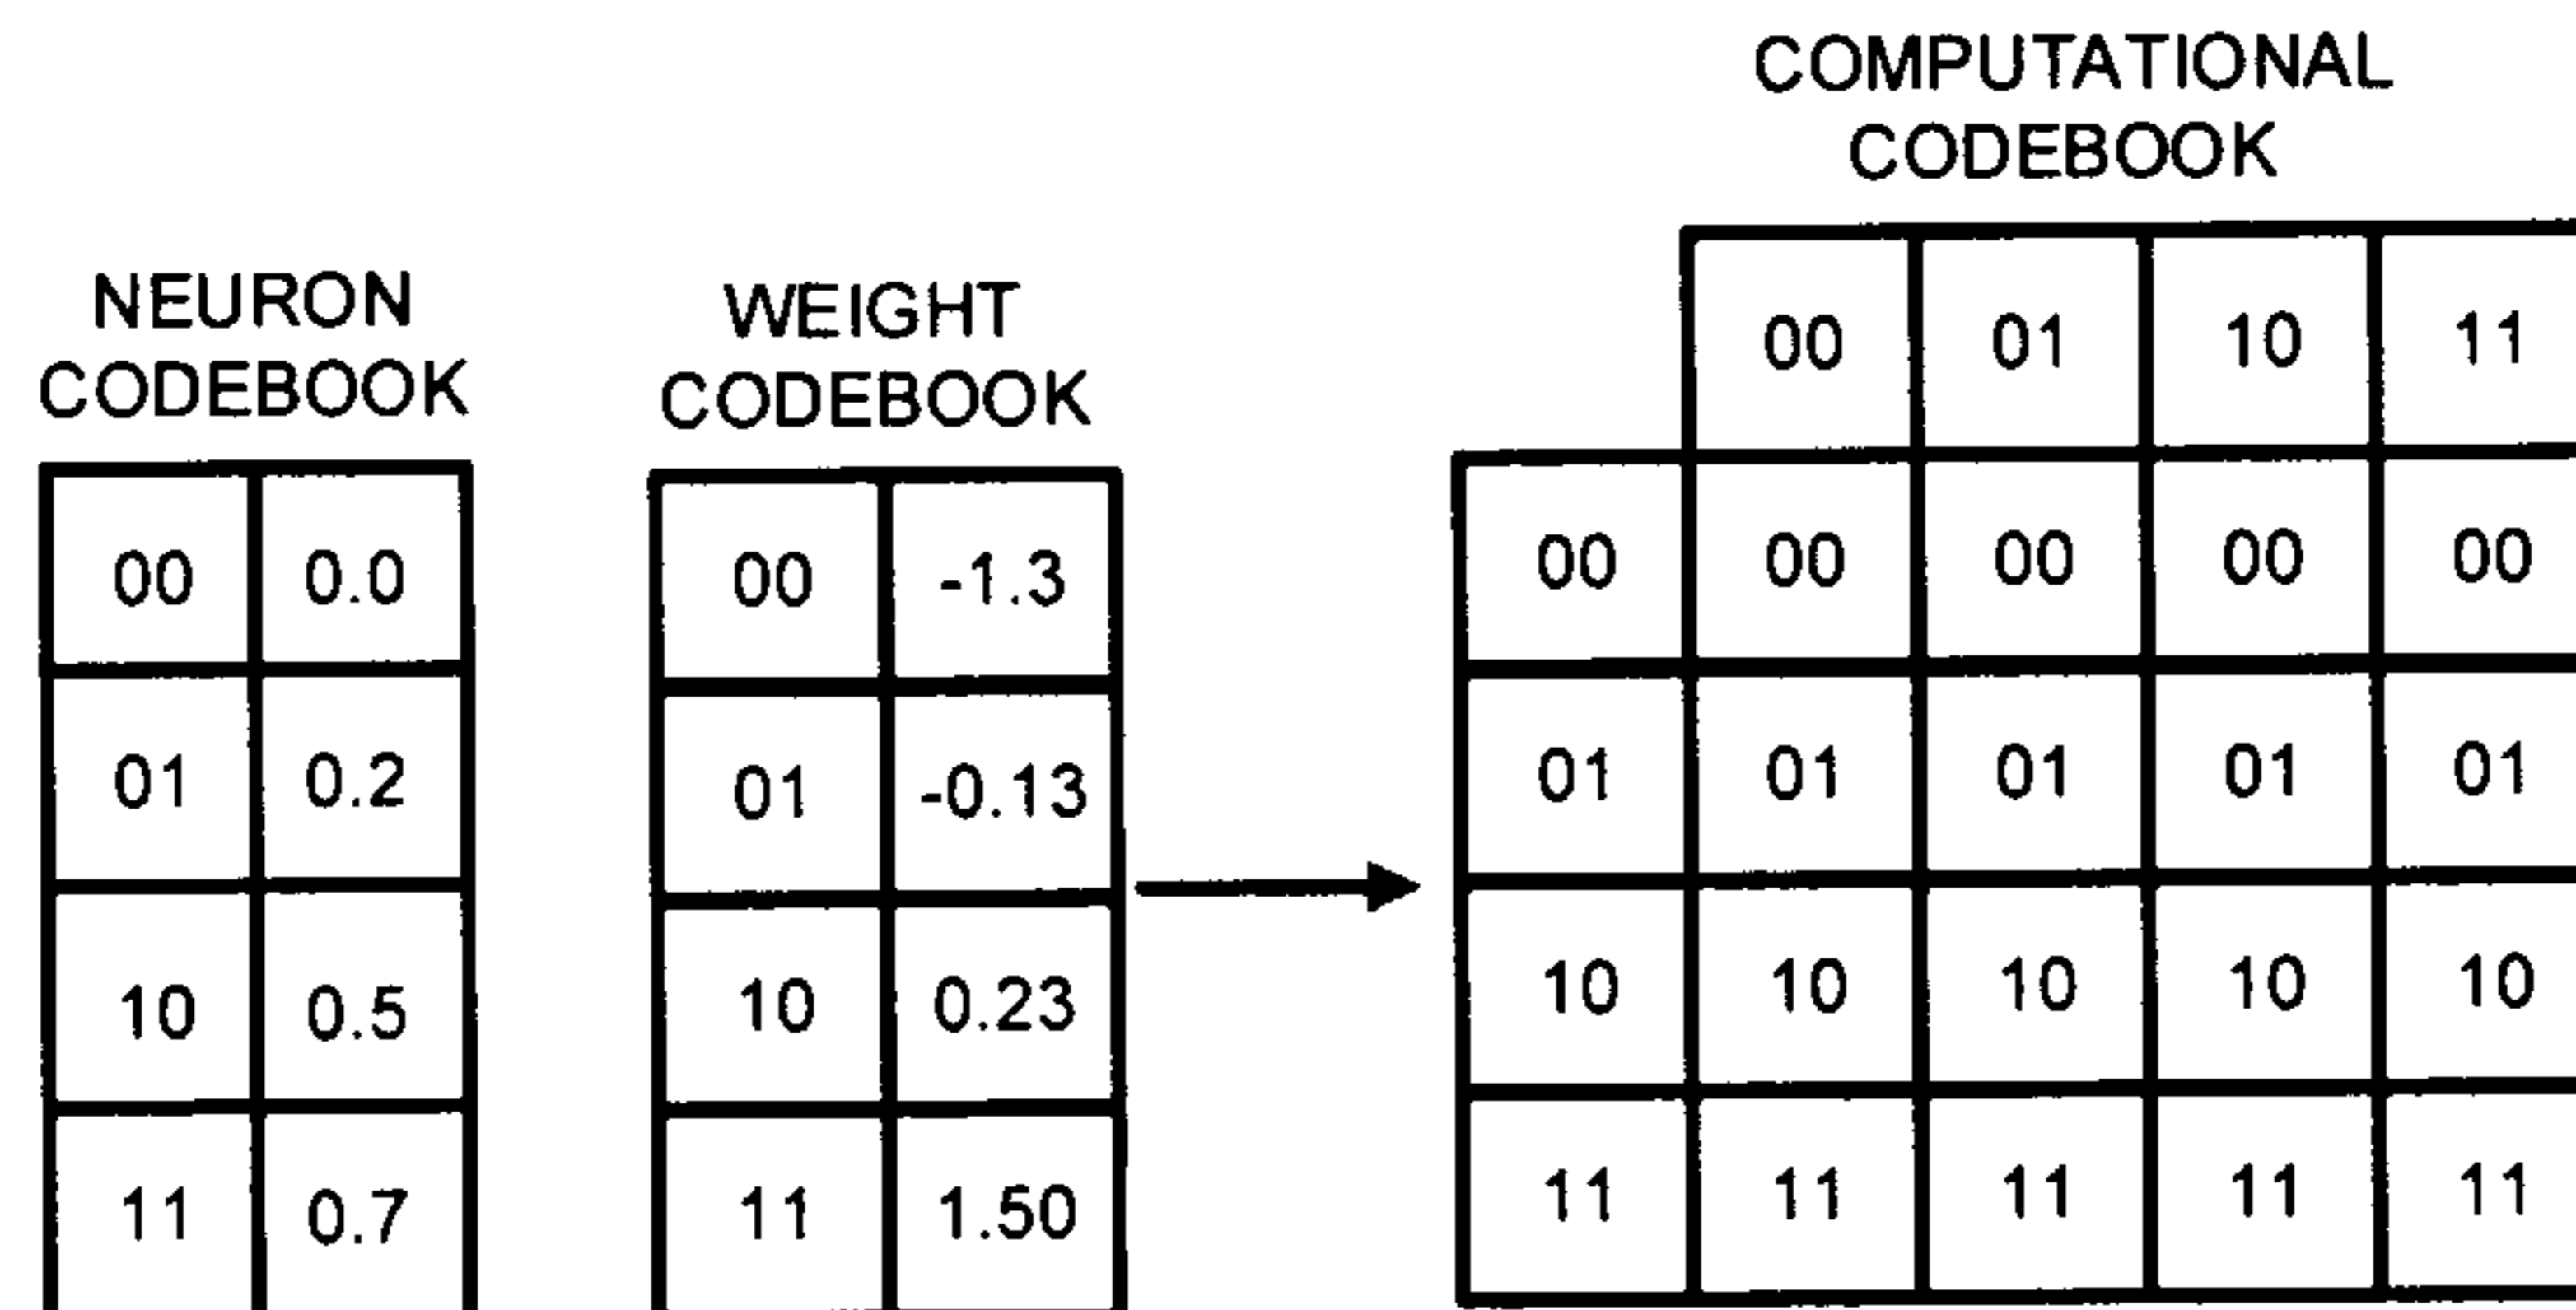 COMPUTATIONAL
CODEBOOK
NEURON
CODEBOOK
WEIGHT
CODEBOOK
00 01 10 11
00 0.0
01 0.2
10 0.5
11 0.7
00 -1.3
01 -0.13
10 0.23
11 1.50
00 00 00 00 00
01 01 01 01 01
10 10 10 10 10
11 11 11 11 11